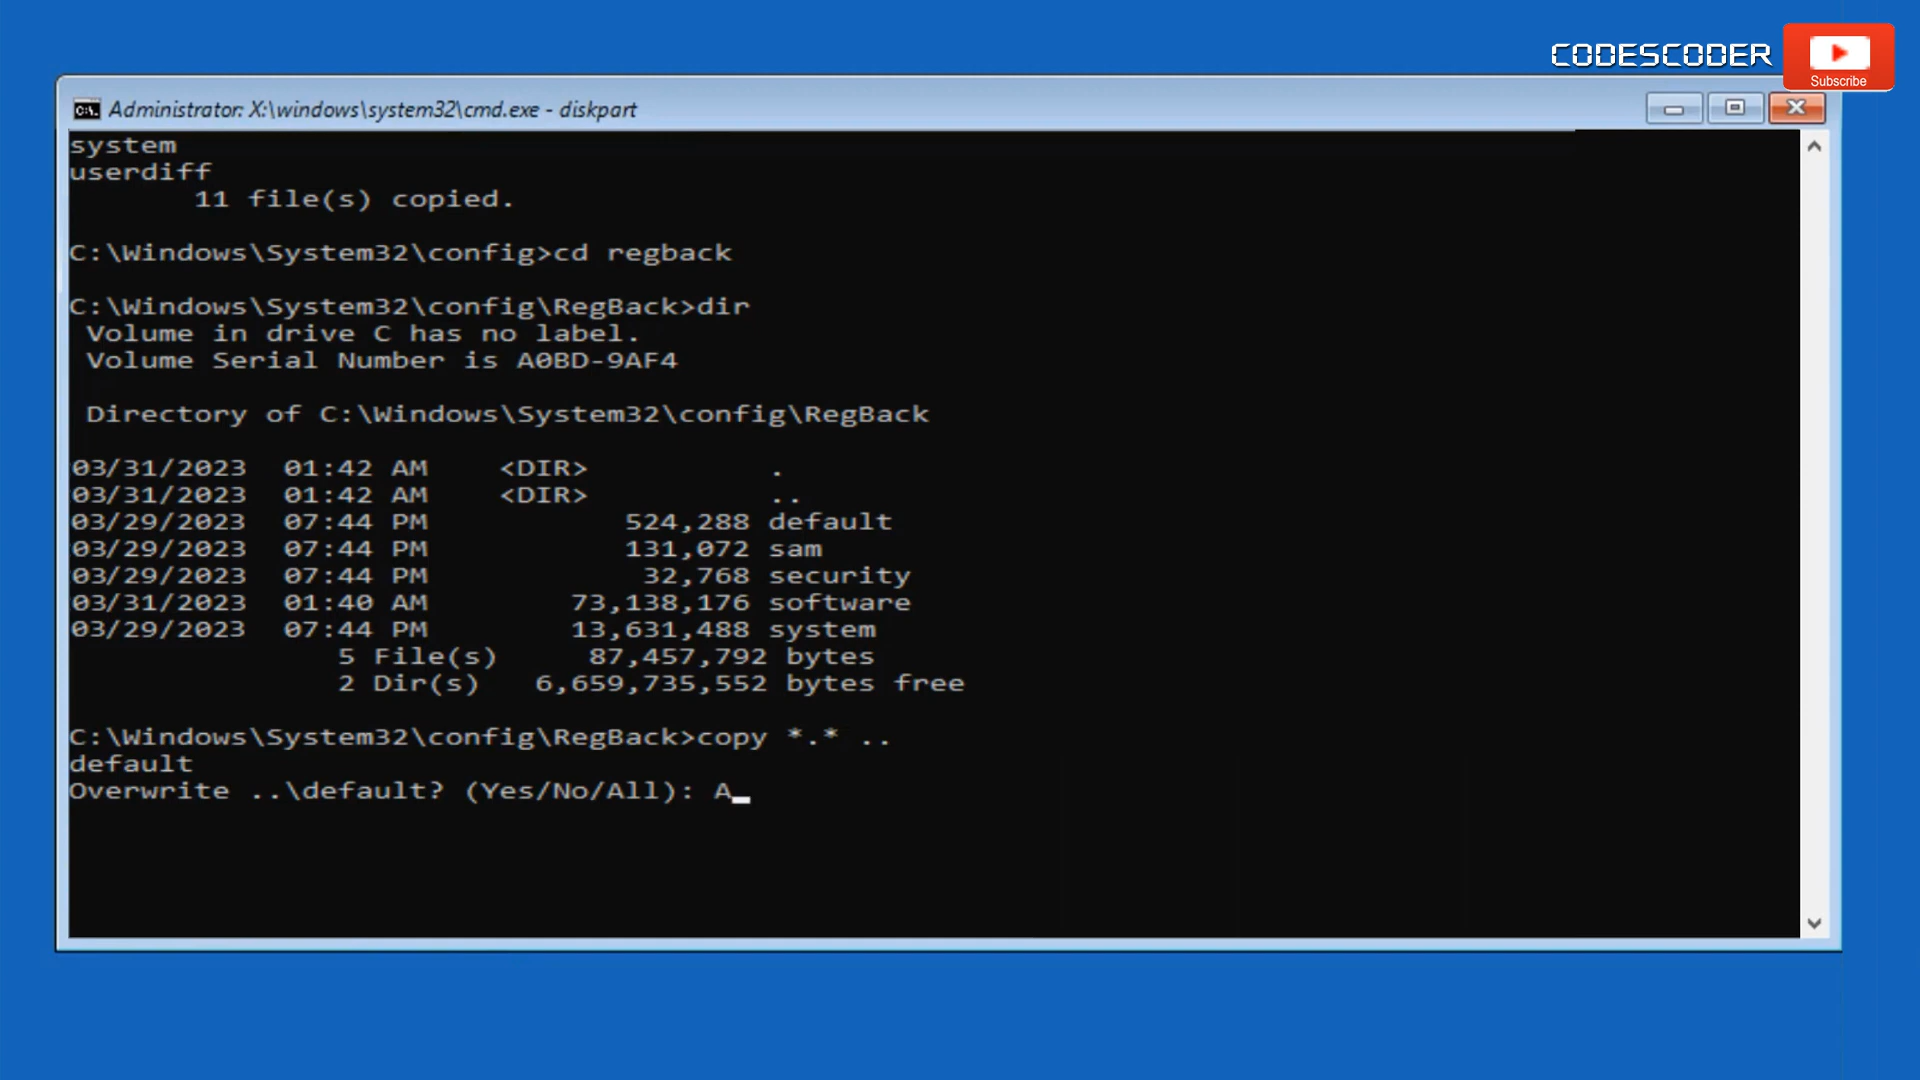 CODESCODER
Subscribe
Administrator: X:\windows\system32\cmd.exe - diskpart
system
userdiff
       11 file(s) copied.

C:\Windows\System32\config>cd regback

C:\Windows\System32\config\RegBack>dir
 Volume in drive C has no label.
 Volume Serial Number is A0BD-9AF4

 Directory of C:\Windows\System32\config\RegBack

03/31/2023  01:42 AM    <DIR>          .
03/31/2023  01:42 AM    <DIR>          ..
03/29/2023  07:44 PM           524,288 default
03/29/2023  07:44 PM           131,072 sam
03/29/2023  07:44 PM            32,768 security
03/31/2023  01:40 AM        73,138,176 software
03/29/2023  07:44 PM        13,631,488 system
               5 File(s)     87,457,792 bytes
               2 Dir(s)   6,659,735,552 bytes free

C:\Windows\System32\config\RegBack>copy *.* ..
default
Overwrite ..\default? (Yes/No/All): A